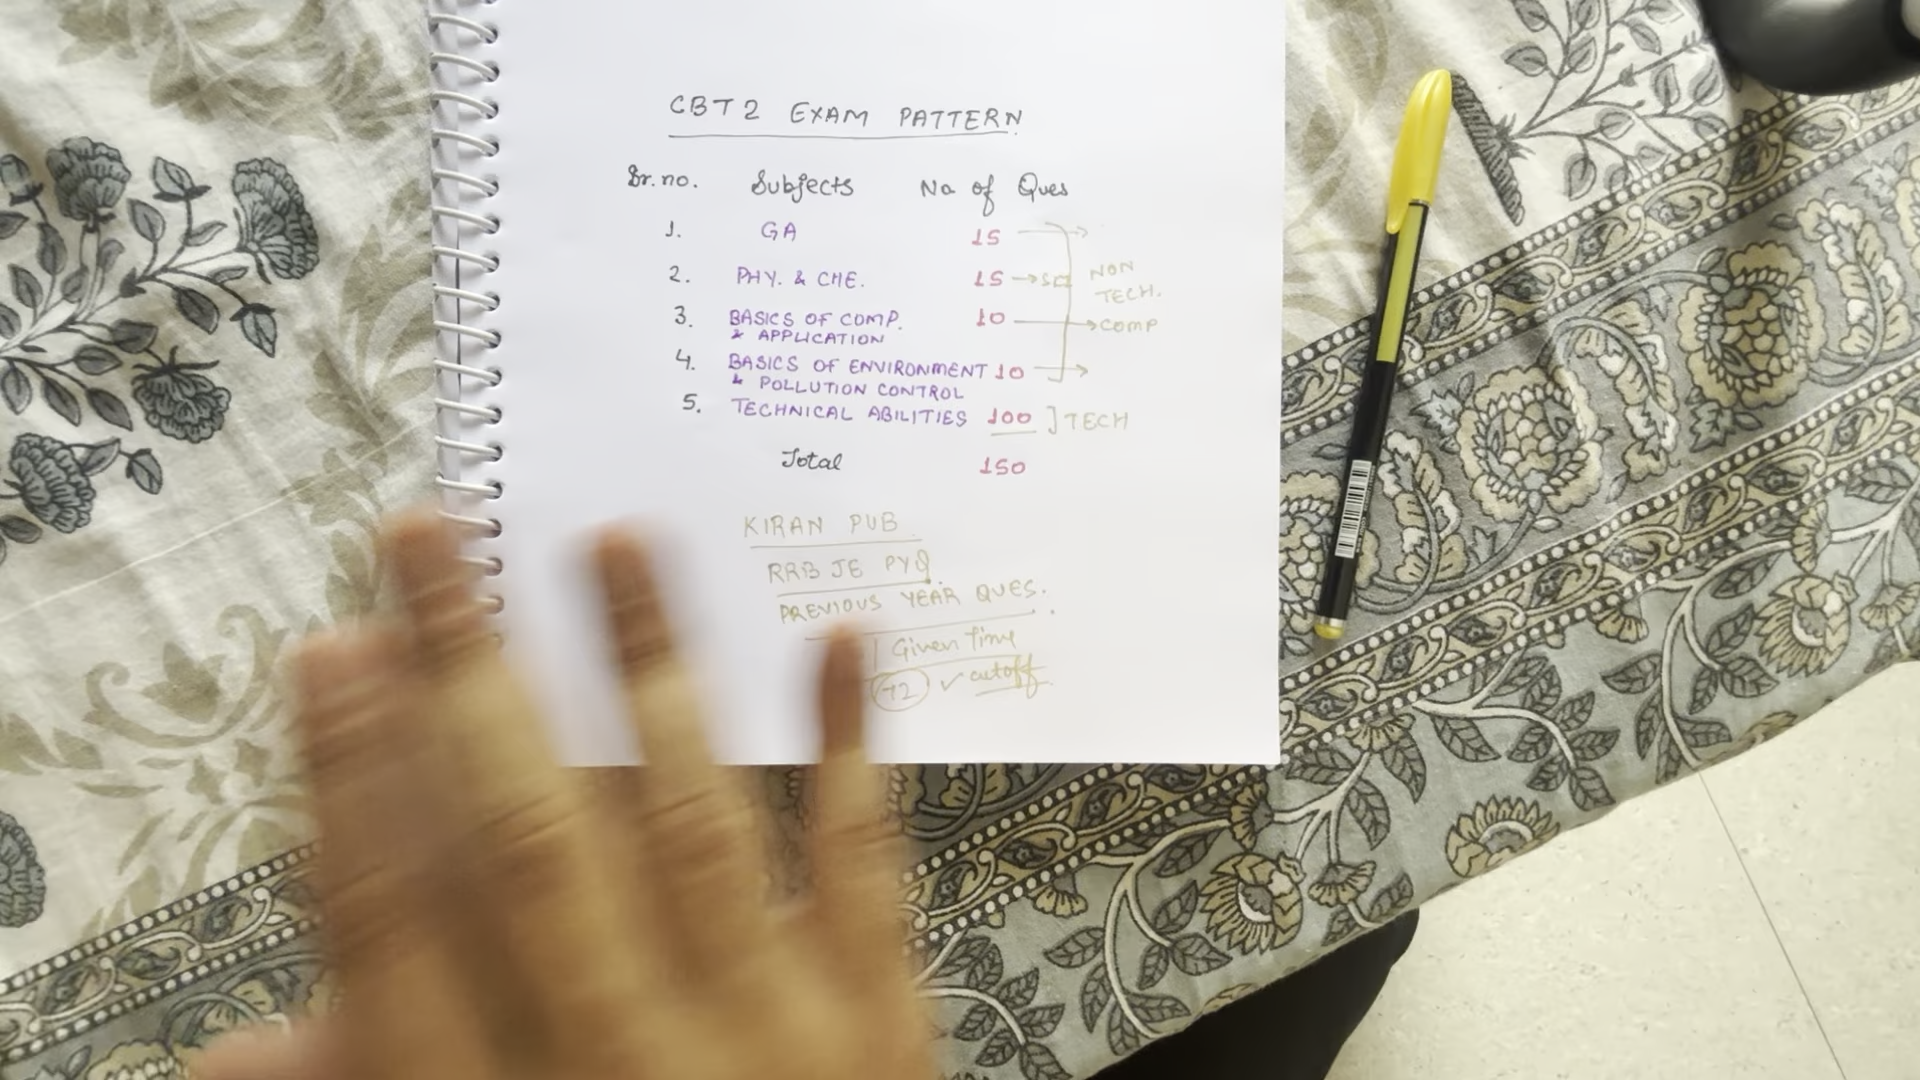 CBT 2 EXAM PATTERN
Sr. no. Subjects No of Ques
1. GA 15
2. PHY. & CHE. 15 → NON
TECH.
3. BASICS OF COMP. 10 → COMP
& APPLICATION
4. BASICS OF ENVIRONMENT 10
& POLLUTION CONTROL
5. TECHNICAL ABILITIES 100 ] TECH
Total 150
KIRAN PUB.
RRB JE PYQ.
PREVIOUS YEAR QUES.
Given Time
✓ cutoff